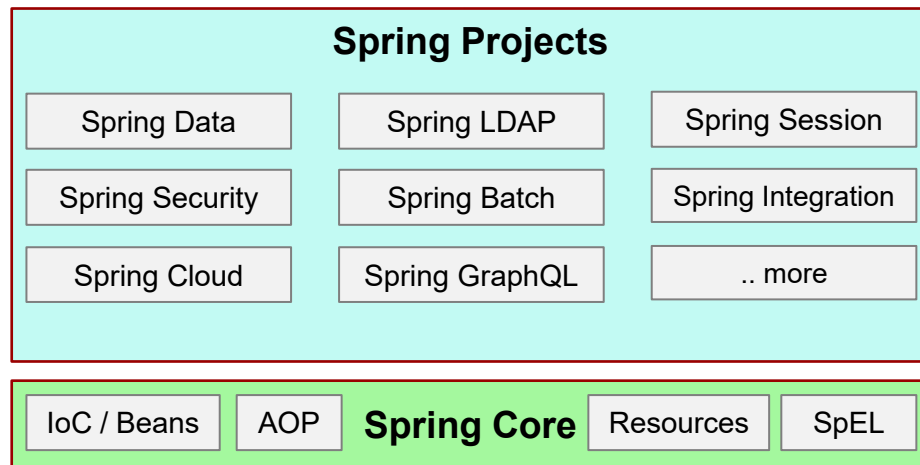 Spring Projects
Spring Data
Spring LDAP
Spring Session
Spring Security
Spring Batch
Spring Integration
Spring Cloud
Spring GraphQL
.. more
IoC / Beans
AOP
Spring Core
Resources
SpEL